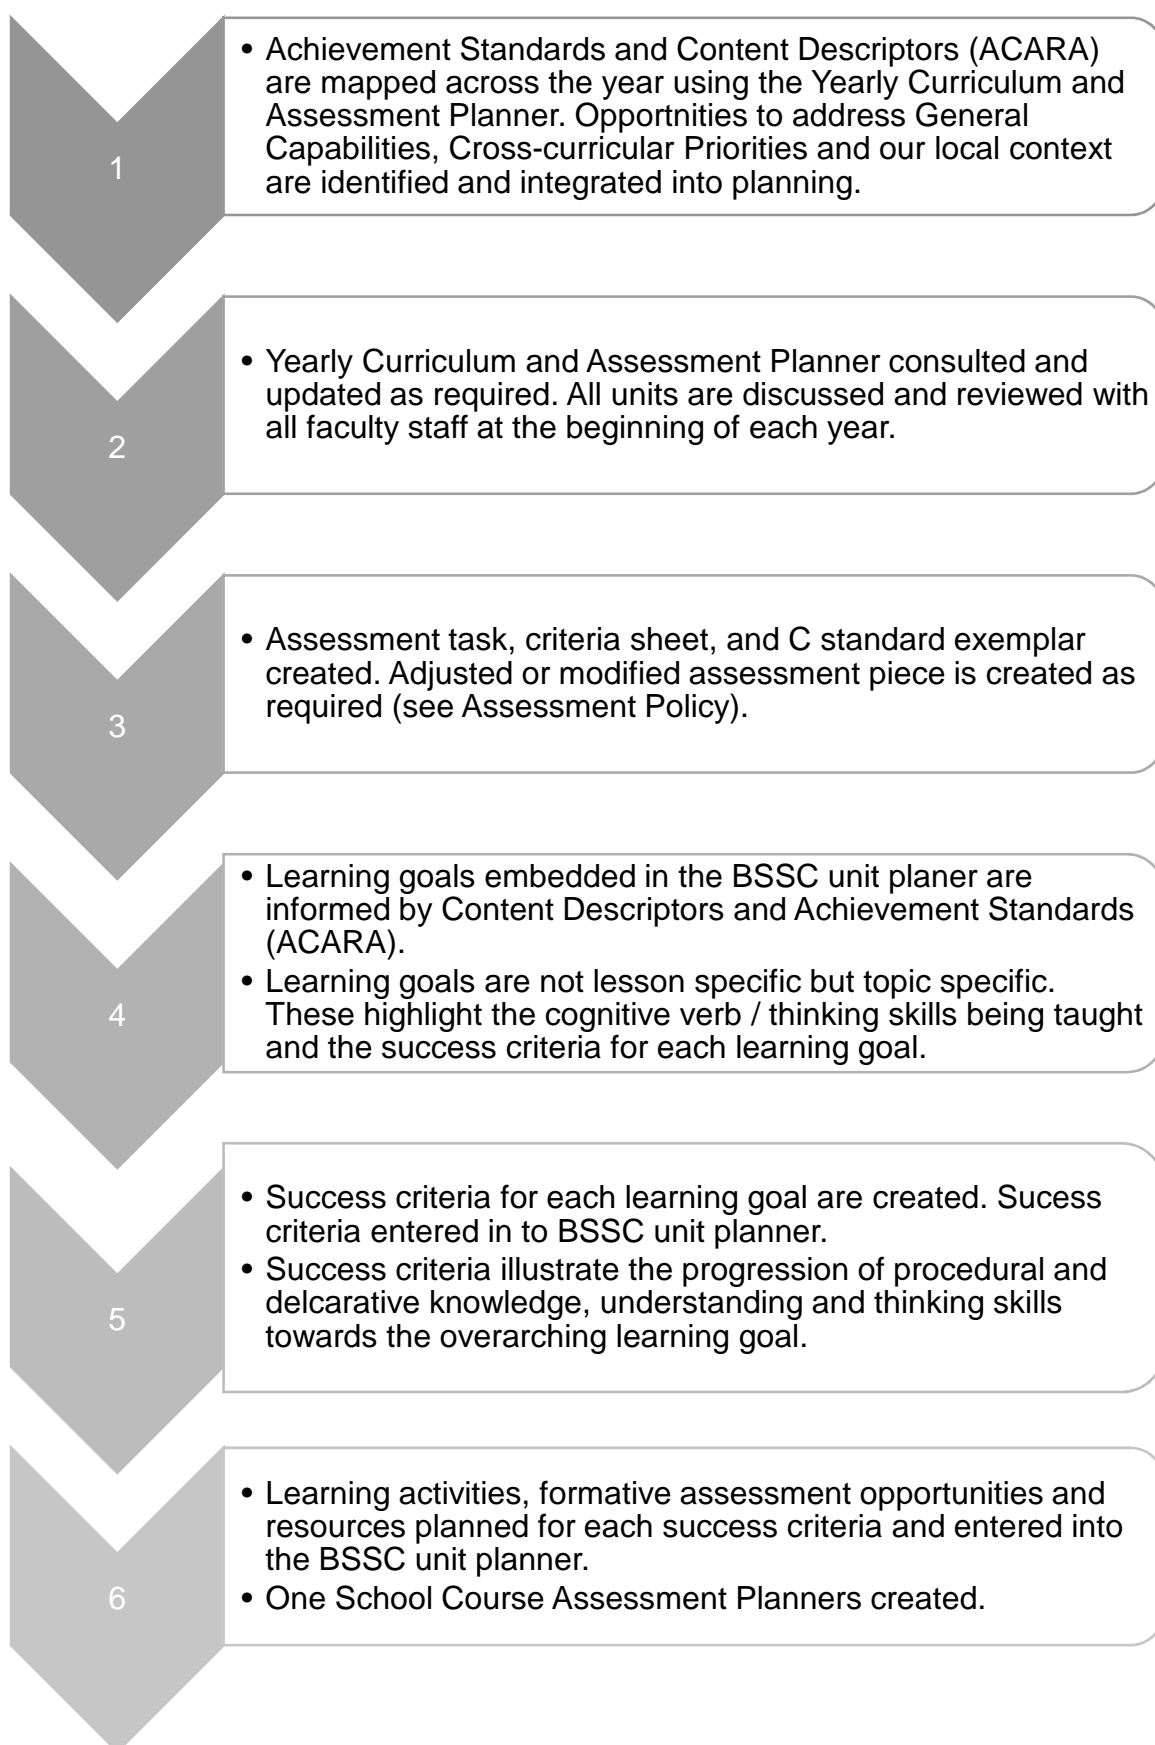 1
• Achievement Standards and Content Descriptors (ACARA)
are mapped across the year using the Yearly Curriculum and
Assessment Planner. Opportnities to address General
Capabilities, Cross-curricular Priorities and our local context
are identified and integrated into planning.
2
• Yearly Curriculum and Assessment Planner consulted and
updated as required. All units are discussed and reviewed with
all faculty staff at the beginning of each year.
3
• Assessment task, criteria sheet, and C standard exemplar
created. Adjusted or modified assessment piece is created as
required (see Assessment Policy).
4
• Learning goals embedded in the BSSC unit planer are
informed by Content Descriptors and Achievement Standards
(ACARA).
• Learning goals are not lesson specific but topic specific.
These highlight the cognitive verb / thinking skills being taught
and the success criteria for each learning goal.
5
• Success criteria for each learning goal are created. Sucess
criteria entered in to BSSC unit planner.
• Success criteria illustrate the progression of procedural and
delcarative knowledge, understanding and thinking skills
towards the overarching learning goal.
6
• Learning activities, formative assessment opportunities and
resources planned for each success criteria and entered into
the BSSC unit planner.
• One School Course Assessment Planners created.